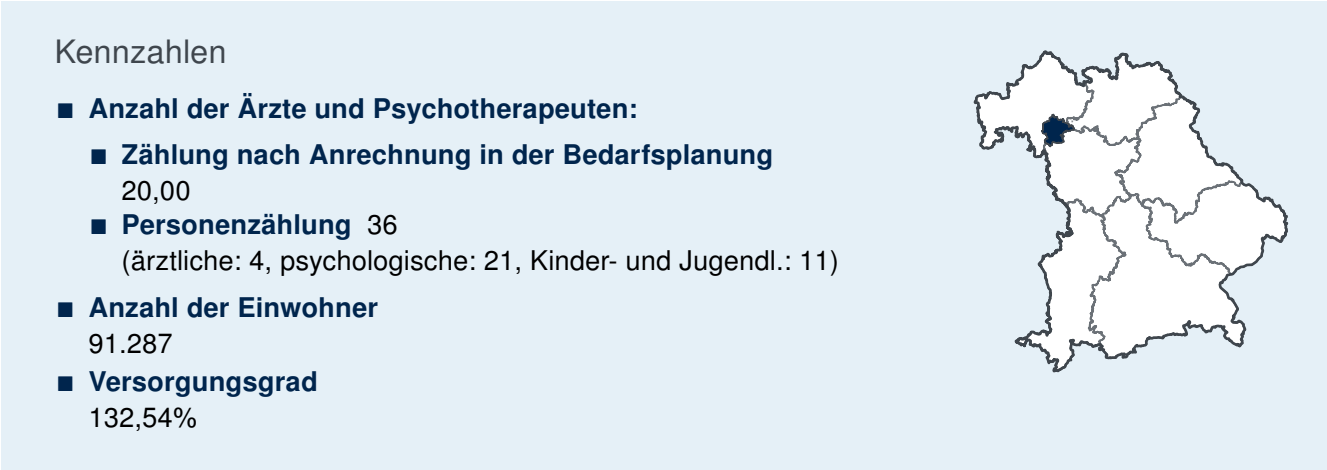 Kennzahlen
■ Anzahl der Ärzte und Psychotherapeuten:
■ Zählung nach Anrechnung in der Bedarfsplanung
20,00
■ Personenzählung 36
(ärztliche: 4, psychologische: 21, Kinder- und Jugendl.: 11)
■ Anzahl der Einwohner
91.287
■ Versorgungsgrad
132,54%